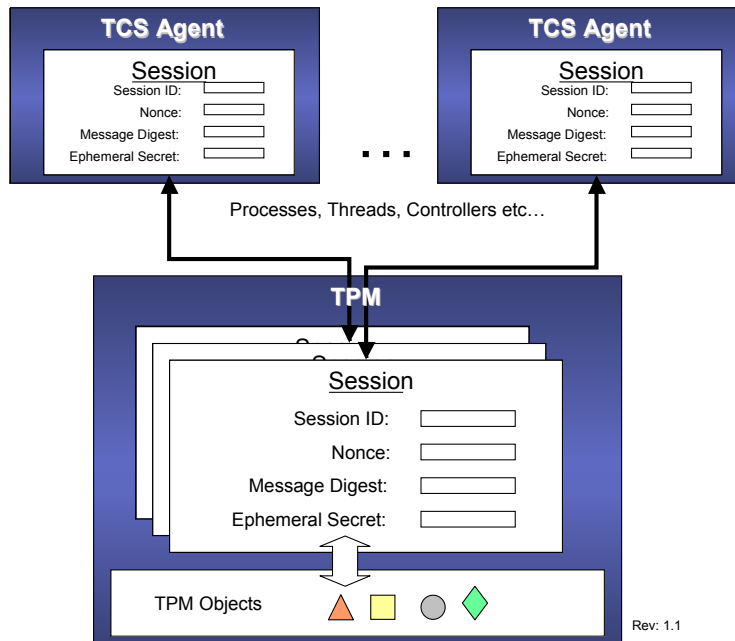 TCS Agent
Session
Session ID:
Nonce:
Message Digest:
Ephemeral Secret:
TCS Agent
Session
Session ID:
Nonce:
Message Digest:
Ephemeral Secret:
...
Processes, Threads, Controllers etc…
TPM
Session
Session ID:
Nonce:
Message Digest:
Ephemeral Secret:
TPM Objects
Rev: 1.1